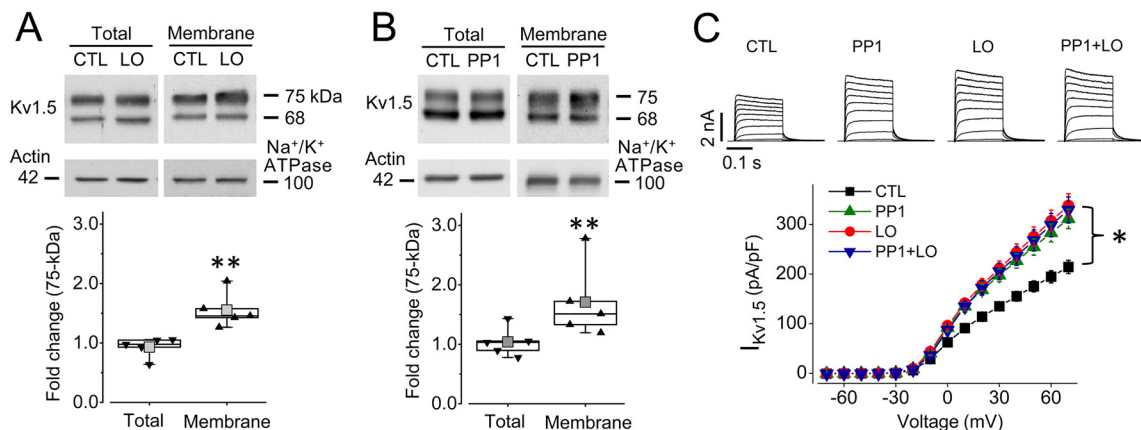 A
Total
Membrane
CTL LO
CTL LO
Kv1.5
75 kDa
68
Actin
42
Na⁺/K⁺
ATPase
100
Fold change (75-kDa)
3.0
2.0
1.0
0.0
**
Total
Membrane
B
Total
Membrane
CTL PP1
CTL PP1
Kv1.5
75
68
Actin
42
Na⁺/K⁺
ATPase
100
Fold change (75-kDa)
3.0
2.0
1.0
0.0
**
Total
Membrane
C
CTL
PP1
LO
PP1+LO
2 nA
0.1 s
CTL
PP1
LO
PP1+LO
*
I Kv1.5 (pA/pF)
300
200
100
0
-60
-30
0
30
60
Voltage (mV)